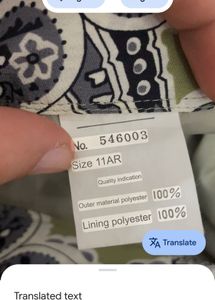 No. 546003
Size 11AR
Quality indication
Outer material polyester 100%
Lining polyester 100%
Translate
Translated text